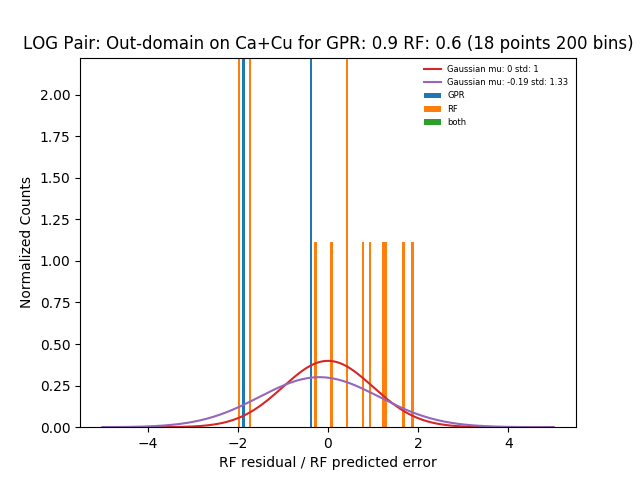 LOG Pair: Out-domain on Ca+Cu for GPR: 0.9 RF: 0.6 (18 points 200 bins)
Gaussian mu: 0 std: 1
Gaussian mu: -0.19 std: 1.33
GPR
RF
both
2.00
1.75
1.50
1.25
1.00
0.75
0.50
0.25
0.00
Normalized Counts
−4 −2 0 2 4
RF residual / RF predicted error